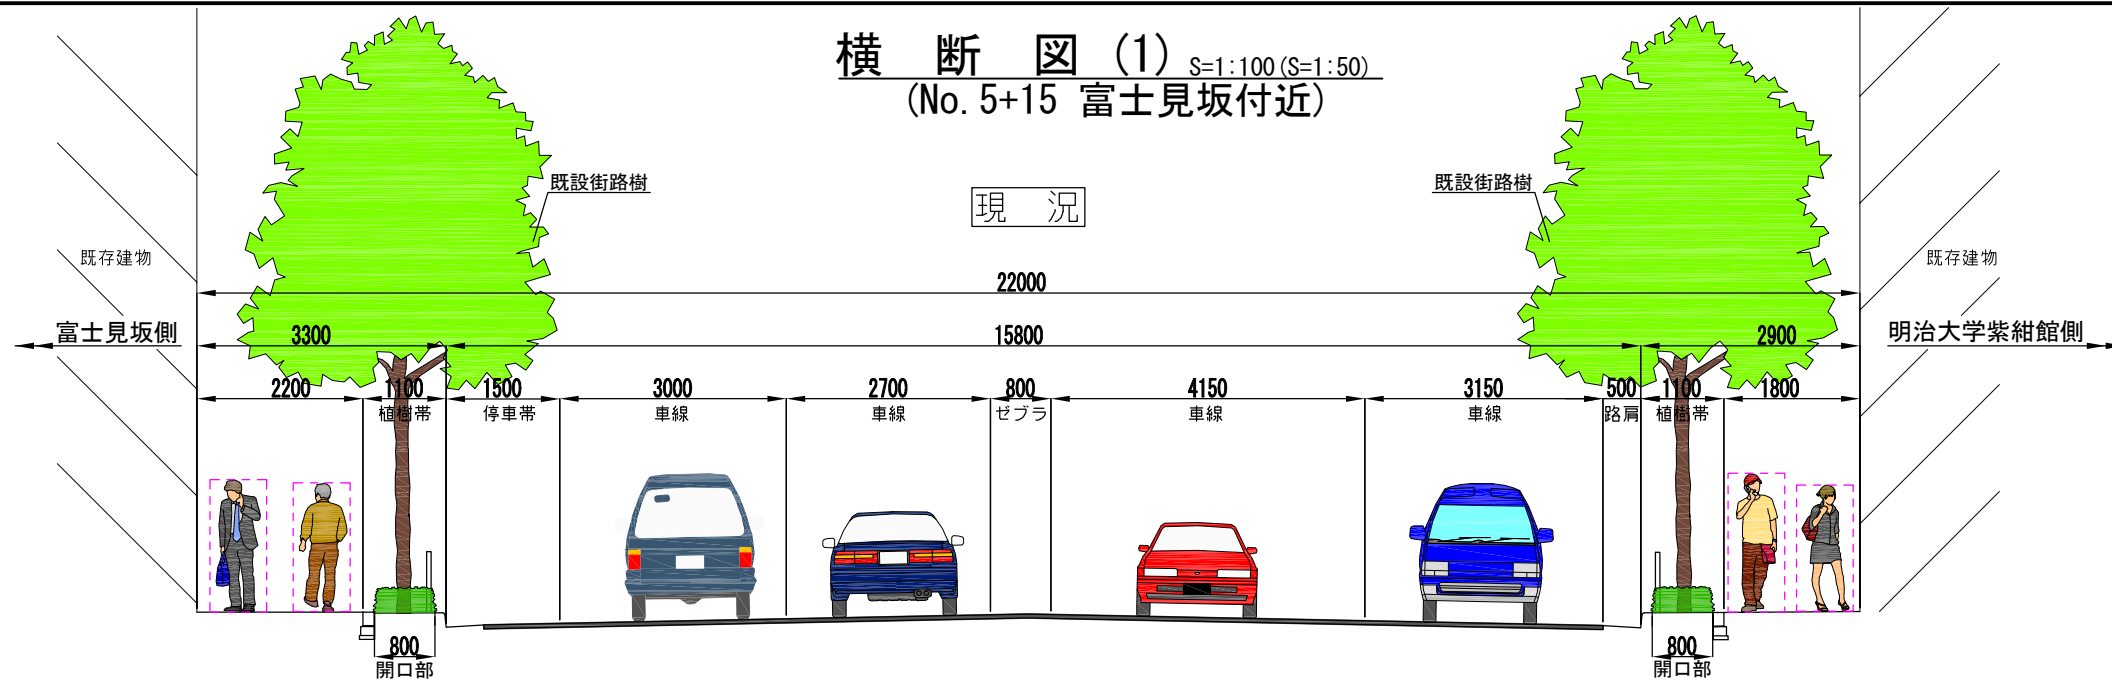 横 断 図 (1) S=1:100(S=1:50)
(No.5+15 富士見坂付近)
既設街路樹
既設街路樹
現 況
既存建物
既存建物
22000
富士見坂側
3300
15800
2900
明治大学紫紺館側
2200
1100
1500
3000
2700
800
4150
3150
500
1100
1800
植樹帯
停車帯
車線
車線
ゼブラ
車線
車線
路肩
植樹帯
800
開口部
800
開口部